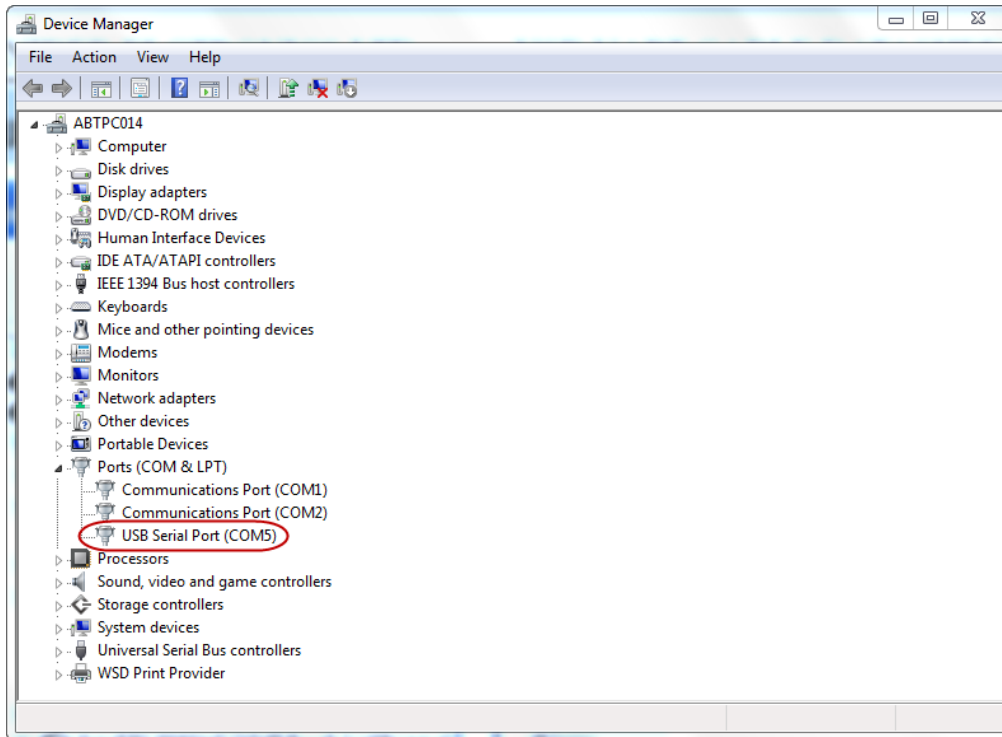 Device Manager
File Action View Help
ABTPC014
Computer
Disk drives
Display adapters
DVD/CD-ROM drives
Human Interface Devices
IDE ATA/ATAPI controllers
IEEE 1394 Bus host controllers
Keyboards
Mice and other pointing devices
Modems
Monitors
Network adapters
Other devices
Portable Devices
Ports (COM & LPT)
Communications Port (COM1)
Communications Port (COM2)
USB Serial Port (COM5)
Processors
Sound, video and game controllers
Storage controllers
System devices
Universal Serial Bus controllers
WSD Print Provider